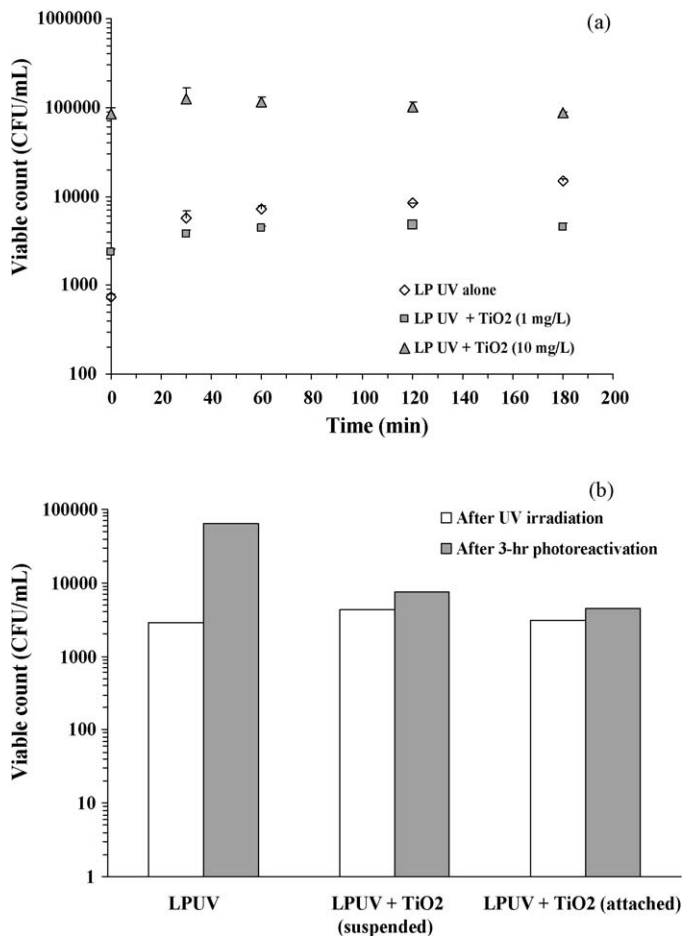 (a)
1000000
100000
10000
1000
100
Viable count (CFU/mL)
LP UV alone
LP UV + TiO2 (1 mg/L)
LP UV + TiO2 (10 mg/L)
0 20 40 60 80 100 120 140 160 180 200
Time (min)
(b)
100000
10000
1000
100
10
1
Viable count (CFU/mL)
After UV irradiation
After 3-hr photoreactivation
LPUV LPUV + TiO2 LPUV + TiO2 (attached)
(suspended)